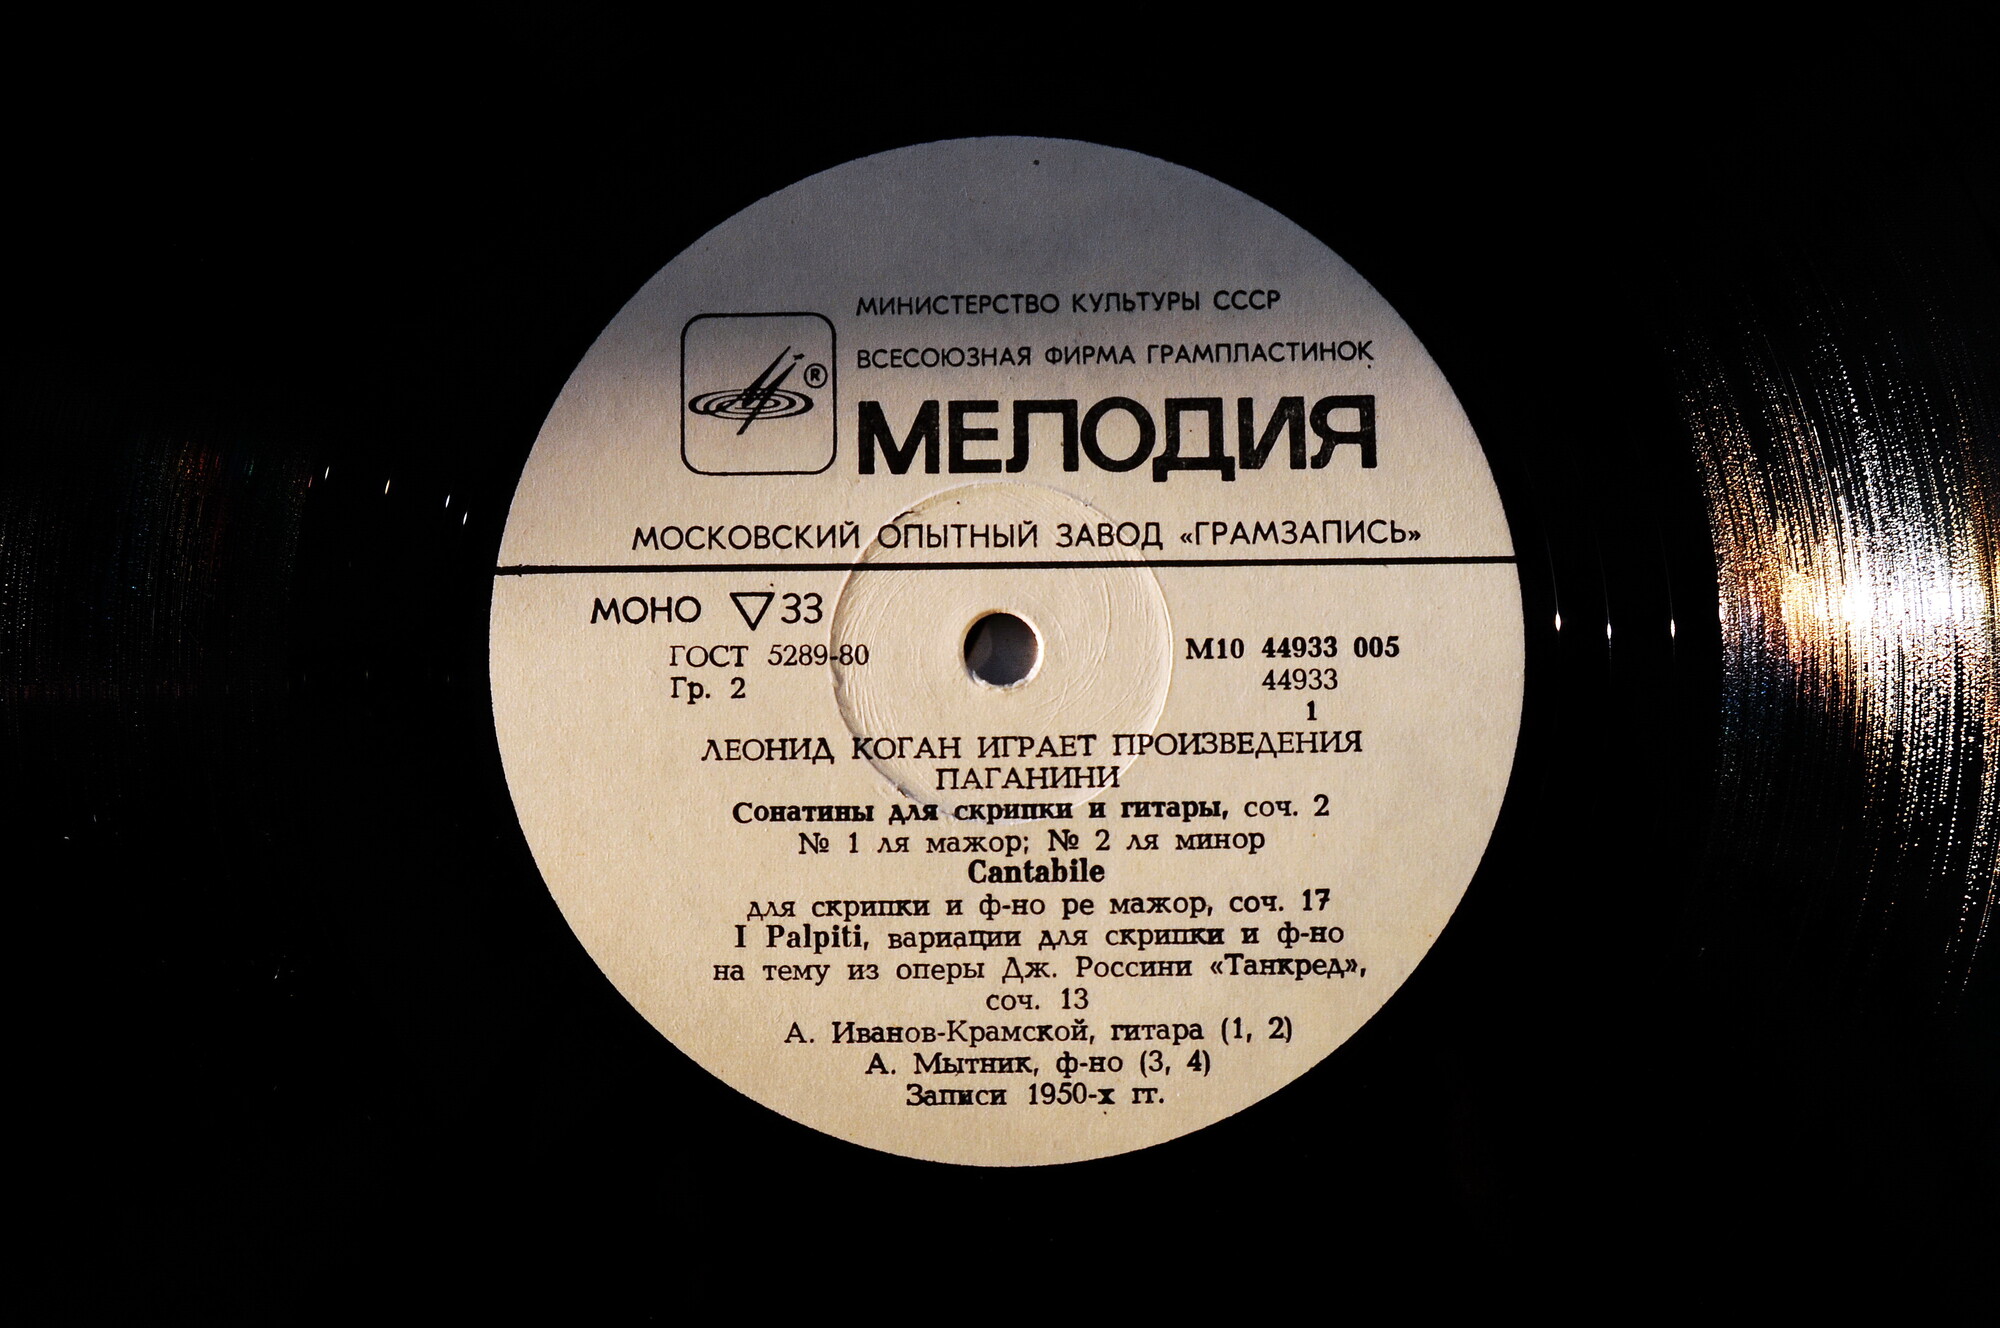 МИНИСТЕРСТВО КУЛЬТУРЫ СССР
ВСЕСОЮЗНАЯ ФИРМА ГРАМПЛАСТИНОК
®
МЕЛОДИЯ
МОСКОВСКИЙ ОПЫТНЫЙ ЗАВОД «ГРАМЗАПИСЬ»
МОНО ▽33
ГОСТ 5289-80
Гр. 2
М10 44933 005
44933
1
ЛЕОНИД КОГАН ИГРАЕТ ПРОИЗВЕДЕНИЯ
ПАГАНИНИ
Сонатины для скрипки и гитары, соч. 2
№ 1 ля мажор; № 2 ля минор
Cantabile
для скрипки и ф-но ре мажор, соч. 17
I Palpiti, вариации для скрипки и ф-но
на тему из оперы Дж. Россини «Танкред»,
соч. 13
А. Иванов-Крамской, гитара (1, 2)
А. Мытник, ф-но (3, 4)
Записи 1950-х гг.